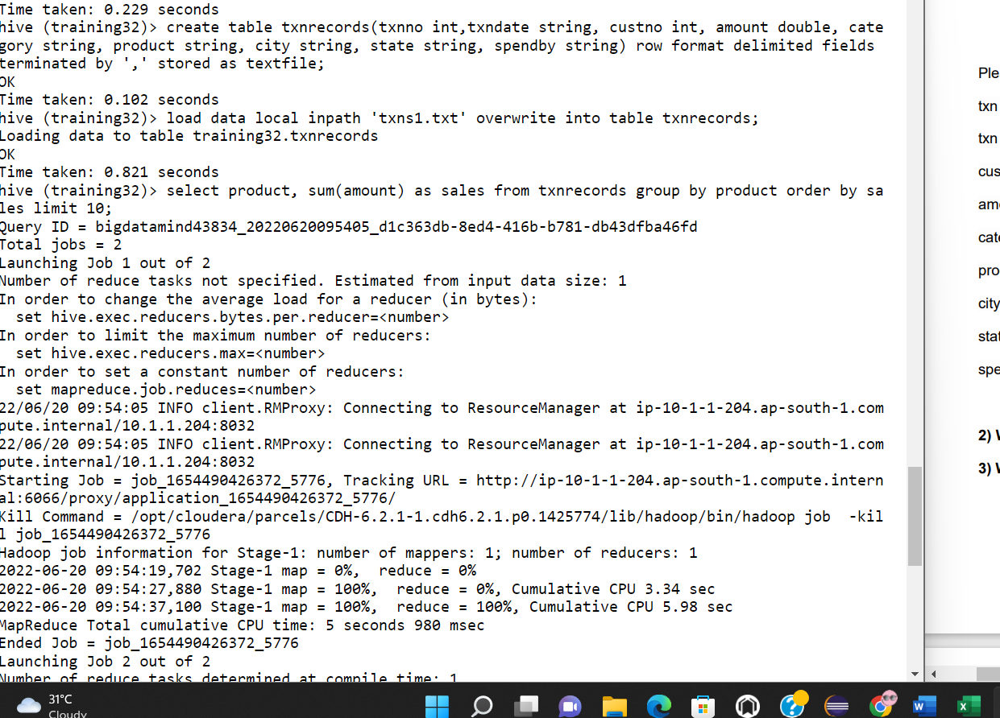 Time taken: 0.229 seconds
hive (training32)> create table txnrecords(txnno int,txndate string, custno int, amount double, cate
gory string, product string, city string, state string, spendby string) row format delimited fields
terminated by ',' stored as textfile;
OK
Time taken: 0.102 seconds
hive (training32)> load data local inpath 'txns1.txt' overwrite into table txnrecords;
Loading data to table training32.txnrecords
OK
Time taken: 0.821 seconds
hive (training32)> select product, sum(amount) as sales from txnrecords group by product order by sa
les limit 10;
Query ID = bigdatamind43834_20220620095405_d1c363db-8ed4-416b-b781-db43dfba46fd
Total jobs = 2
Launching Job 1 out of 2
Number of reduce tasks not specified. Estimated from input data size: 1
In order to change the average load for a reducer (in bytes):
  set hive.exec.reducers.bytes.per.reducer=<number>
In order to limit the maximum number of reducers:
  set hive.exec.reducers.max=<number>
In order to set a constant number of reducers:
  set mapreduce.job.reduces=<number>
22/06/20 09:54:05 INFO client.RMProxy: Connecting to ResourceManager at ip-10-1-1-204.ap-south-1.com
pute.internal/10.1.1.204:8032
22/06/20 09:54:05 INFO client.RMProxy: Connecting to ResourceManager at ip-10-1-1-204.ap-south-1.com
pute.internal/10.1.1.204:8032
Starting Job = job_1654490426372_5776, Tracking URL = http://ip-10-1-1-204.ap-south-1.compute.intern
al:6066/proxy/application_1654490426372_5776/
Kill Command = /opt/cloudera/parcels/CDH-6.2.1-1.cdh6.2.1.p0.1425774/lib/hadoop/bin/hadoop job  -kil
l job_1654490426372_5776
Hadoop job information for Stage-1: number of mappers: 1; number of reducers: 1
2022-06-20 09:54:19,702 Stage-1 map = 0%,  reduce = 0%
2022-06-20 09:54:27,880 Stage-1 map = 100%,  reduce = 0%, Cumulative CPU 3.34 sec
2022-06-20 09:54:37,100 Stage-1 map = 100%,  reduce = 100%, Cumulative CPU 5.98 sec
MapReduce Total cumulative CPU time: 5 seconds 980 msec
Ended Job = job_1654490426372_5776
Launching Job 2 out of 2
Number of reduce tasks determined at compile time: 1
Ple
txn
txn
cus
am
cat
pro
city
stat
spe
2) W
3) W
31°C
Cloudy